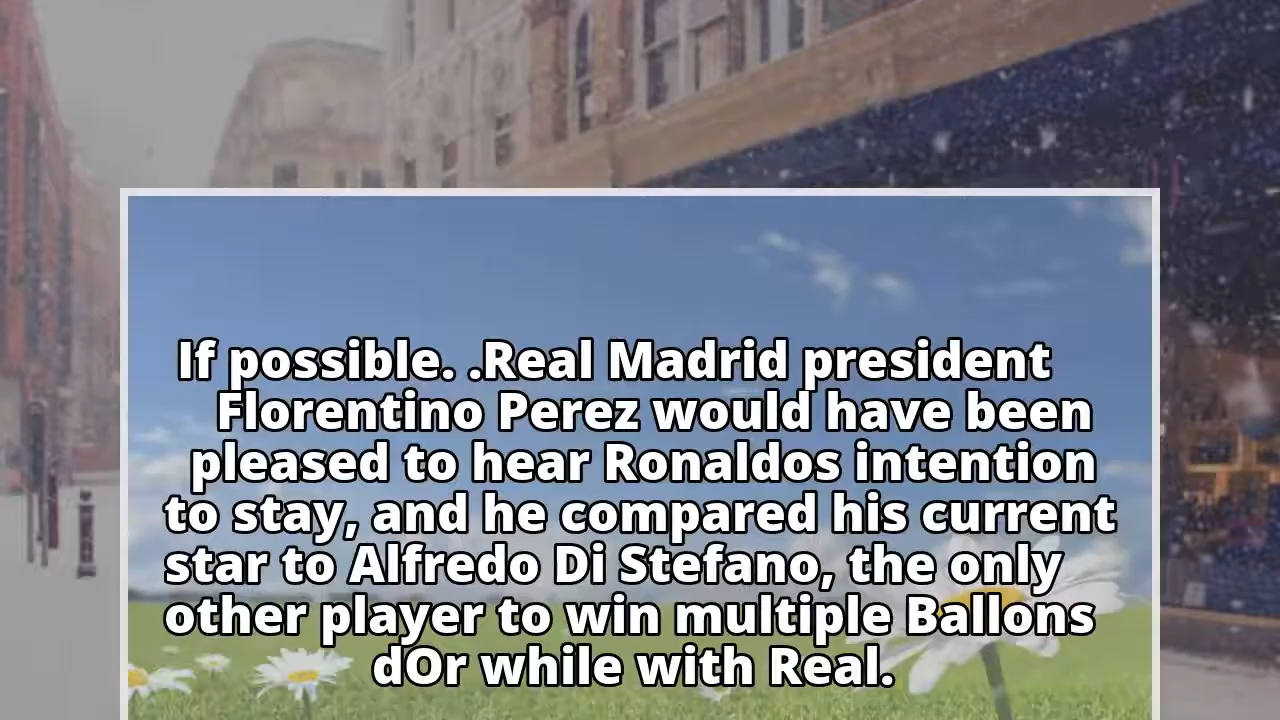 If possible. .Real Madrid president
Florentino Perez would have been
pleased to hear Ronaldos intention
to stay, and he compared his current
star to Alfredo Di Stefano, the only
other player to win multiple Ballons
dOr while with Real.